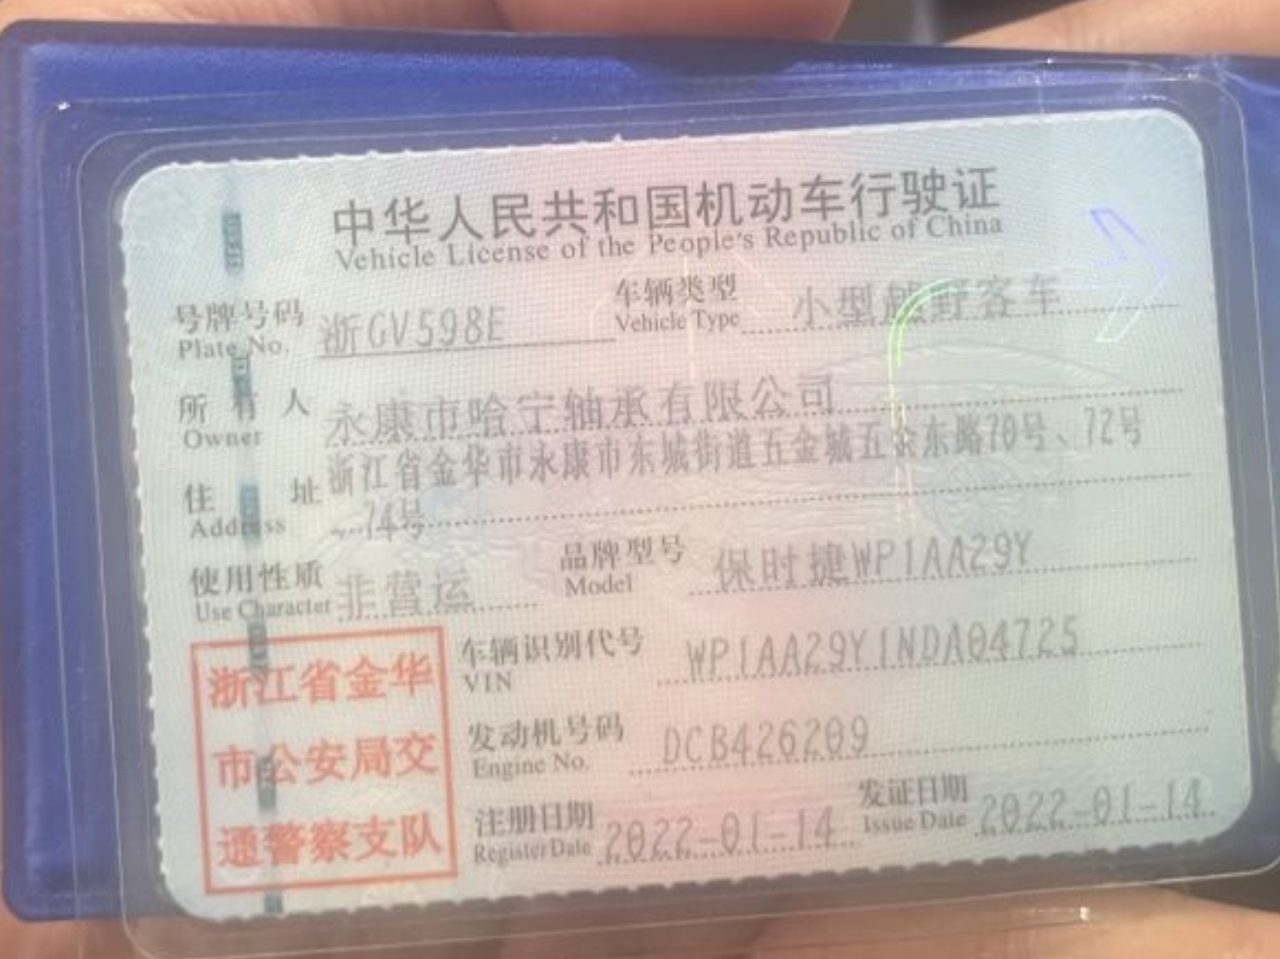 中华人民共和国机动车行驶证
Vehicle License of the People's Republic of China
号牌号码 浙GV598E 车辆类型 小型越野客车
Plate No. Vehicle Type
所有人 永康市哈宁轴承有限公司
Owner
住址 浙江省金华市永康市东城街道五金城五金东路70号、72号
Address 74号
使用性质 非营运 品牌型号 保时捷WP1AA29Y
Use Character Model
浙江省金华
市公安局交
通警察支队
车辆识别代号 WP1AA29Y1NDA04725
VIN
发动机号码 DCB426209
Engine No.
注册日期 2022-01-14 发证日期 2022-01-14
Register Date Issue Date